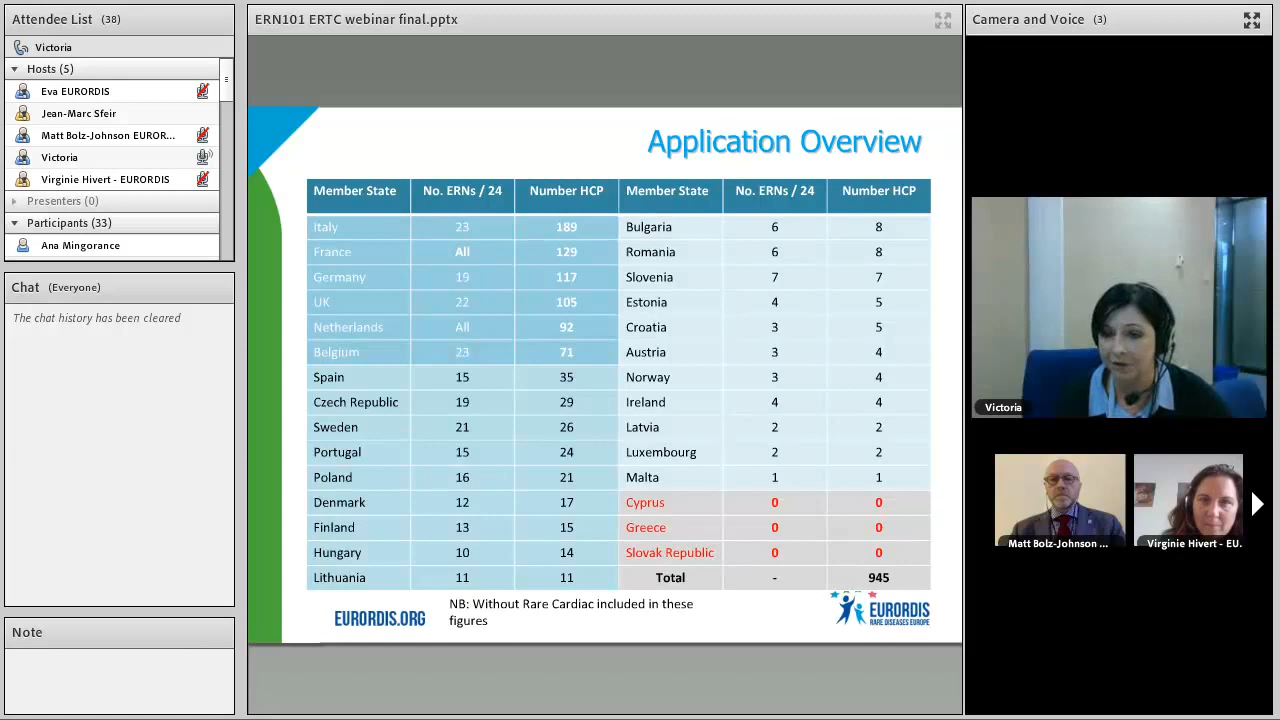 Attendee List (38)
Victoria
Hosts (5)
Eva EURORDIS
Jean-Marc Sfeir
Matt Bolz-Johnson EUROR...
Victoria
Virginie Hivert - EURORDIS
Presenters (0)
Participants (33)
Ana Mingorance
Chat (Everyone)
The chat history has been cleared
Note
ERN101 ERTC webinar final.pptx
Application Overview
Member State No. ERNs / 24 Number HCP Member State No. ERNs / 24 Number HCP
Italy 23 189 Bulgaria 6 8
France All 129 Romania 6 8
Germany 19 117 Slovenia 7 7
UK 22 105 Estonia 4 5
Netherlands All 92 Croatia 3 5
Belgium 23 71 Austria 3 4
Spain 15 35 Norway 3 4
Czech Republic 19 29 Ireland 4 4
Sweden 21 26 Latvia 2 2
Portugal 15 24 Luxembourg 2 2
Poland 16 21 Malta 1 1
Denmark 12 17 Cyprus 0 0
Finland 13 15 Greece 0 0
Hungary 10 14 Slovak Republic 0 0
Lithuania 11 11 Total - 945
EURORDIS.ORG
NB: Without Rare Cardiac included in these
figures
EURORDIS
RARE DISEASES EUROPE
Camera and Voice (3)
Victoria
Matt Bolz-Johnson ...
Virginie Hivert - EU.